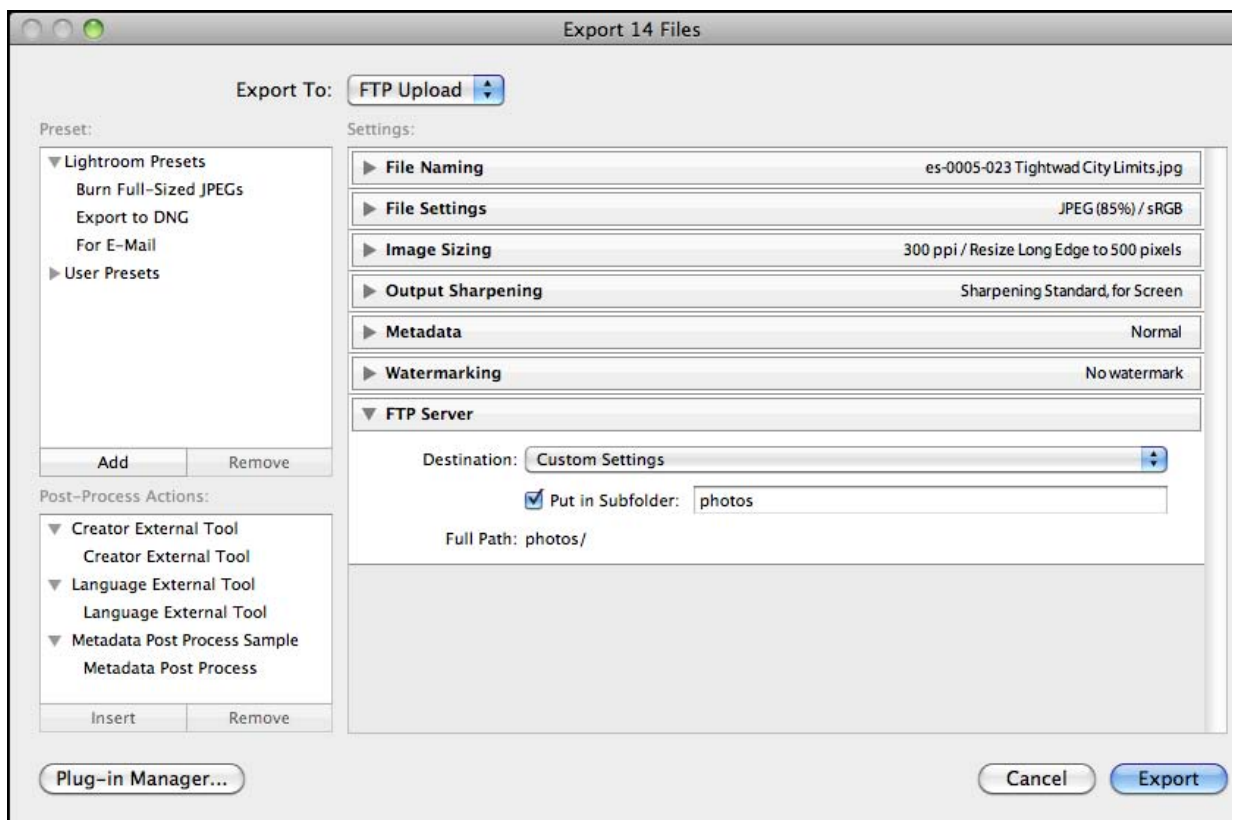 Export 14 Files
Export To: FTP Upload
Preset:
Lightroom Presets
Burn Full-Sized JPEGs
Export to DNG
For E-Mail
User Presets
Add Remove
Post-Process Actions:
Creator External Tool
Creator External Tool
Language External Tool
Language External Tool
Metadata Post Process Sample
Metadata Post Process
Insert Remove
Settings:
File Naming es-0005-023 Tightwad City Limits.jpg
File Settings JPEG (85%) / sRGB
Image Sizing 300 ppi / Resize Long Edge to 500 pixels
Output Sharpening Sharpening Standard, for Screen
Metadata Normal
Watermarking No watermark
FTP Server
Destination: Custom Settings
Put in Subfolder: photos
Full Path: photos/
Plug-in Manager... Cancel Export